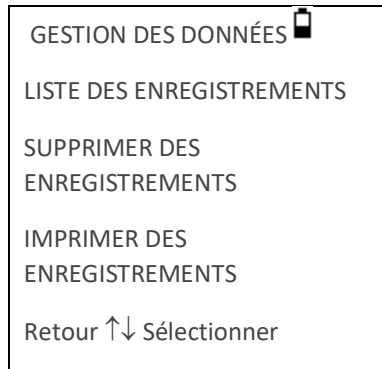 GESTION DES DONNÉES
LISTE DES ENREGISTREMENTS
SUPPRIMER DES
ENREGISTREMENTS
IMPRIMER DES
ENREGISTREMENTS
Retour ↑↓ Sélectionner